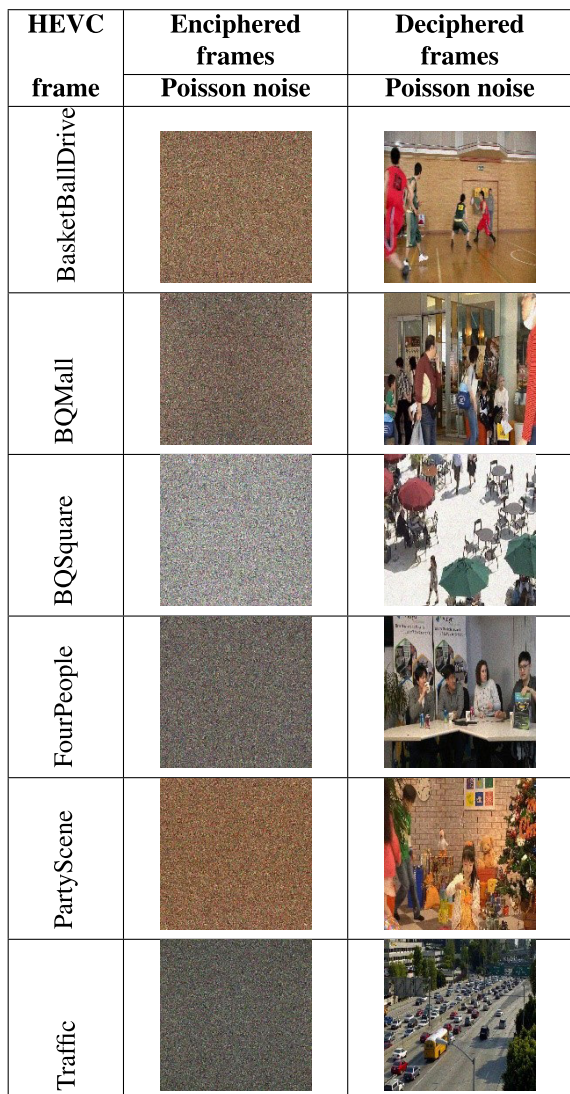 HEVC
frame
Enciphered
frames
Deciphered
frames
Poisson noise
Poisson noise
BasketBallDrive
BQMall
BQSquare
FourPeople
PartyScene
Traffic